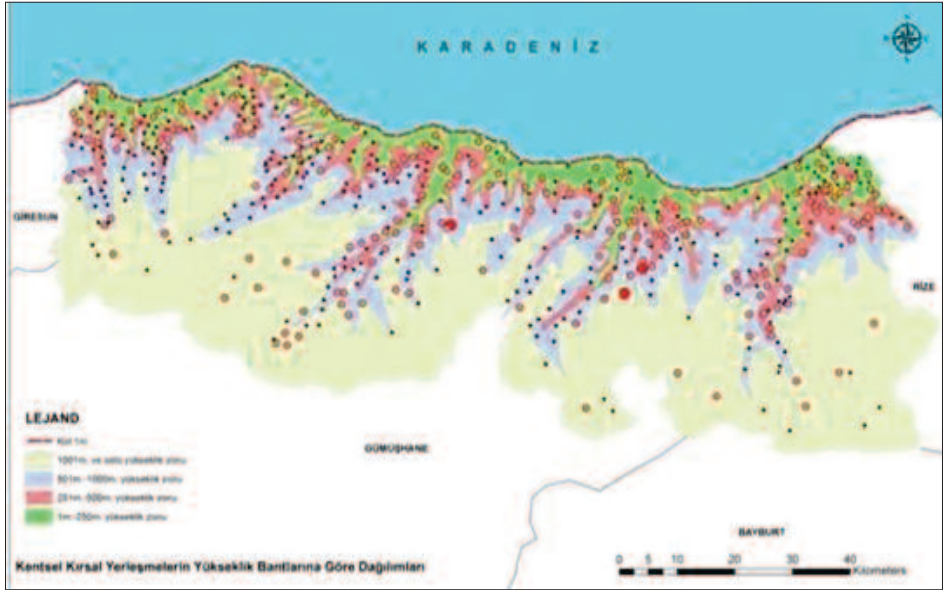 KARADENİZ
GİRESUN
RİZE
LEJAND
1001m. ve üstü yükseklik zonu
501m.-1000m. yükseklik zonu
251m.-500m. yükseklik zonu
1m.-250m. yükseklik zonu
GÜMÜŞHANE
BAYBURT
Kentsel Kırsal Yerleşmelerin Yükseklik Bantlarına Göre Dağılımları
0 5 10 20 30 40
Kilometers